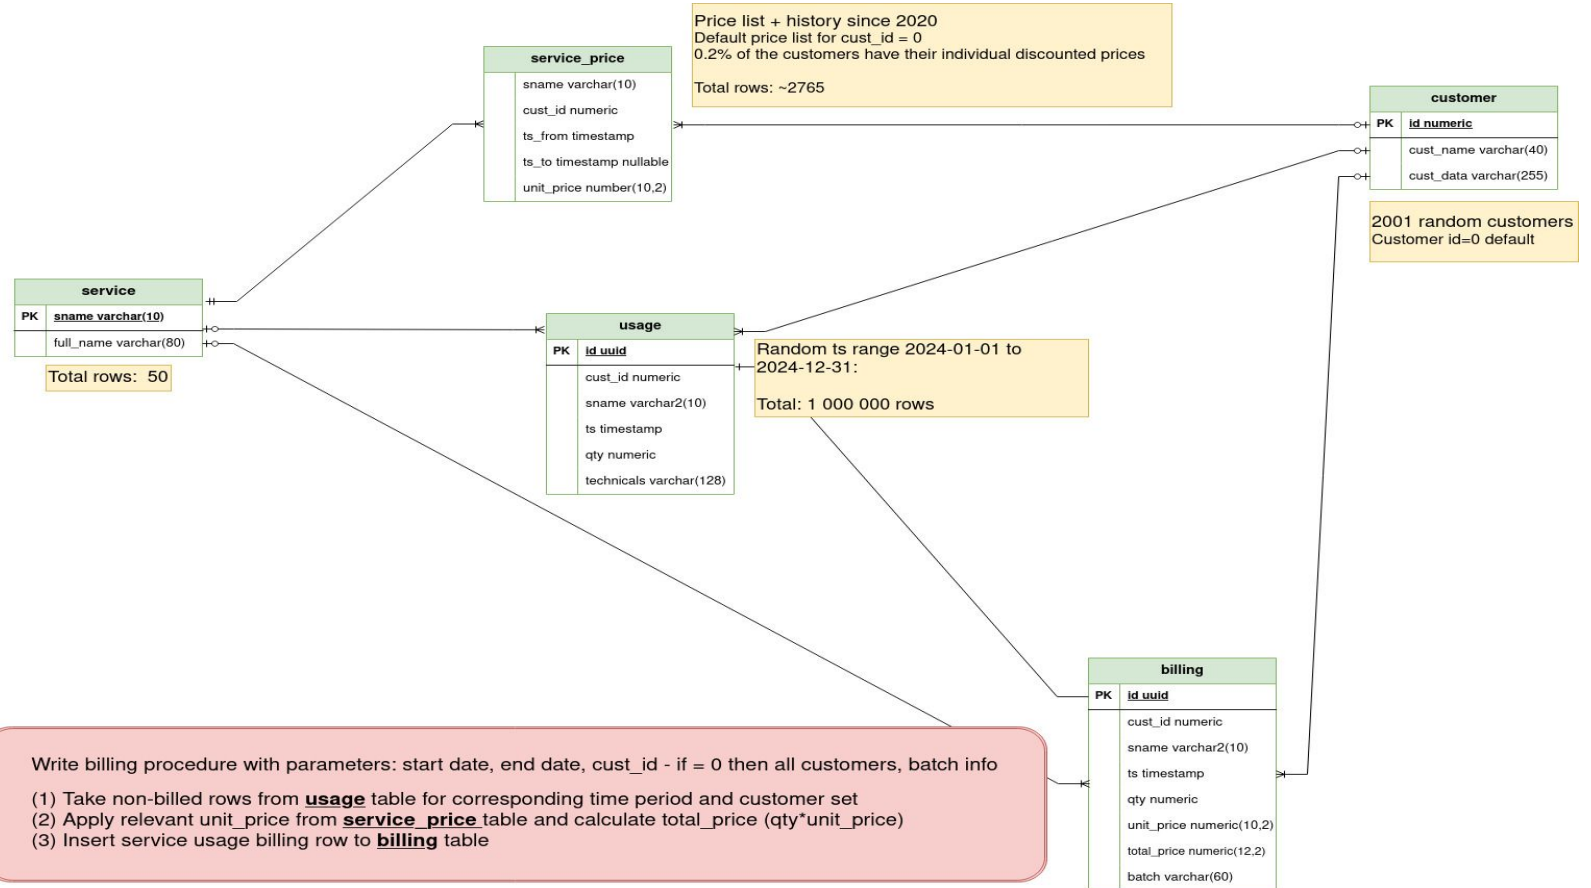 Price list + history since 2020
Default price list for cust_id = 0
0.2% of the customers have their individual discounted prices
Total rows: ~2765
service_price
sname varchar(10)
cust_id numeric
ts_from timestamp
ts_to timestamp nullable
unit_price number(10,2)
customer
PK id numeric
cust_name varchar(40)
cust_data varchar(255)
2001 random customers
Customer id=0 default
service
PK sname varchar(10)
full_name varchar(80)
Total rows: 50
usage
PK id uuid
cust_id numeric
sname varchar2(10)
ts timestamp
qty numeric
technicals varchar(128)
Random ts range 2024-01-01 to
2024-12-31:
Total: 1 000 000 rows
billing
PK id uuid
cust_id numeric
sname varchar2(10)
ts timestamp
qty numeric
unit_price numeric(10,2)
total_price numeric(12,2)
batch varchar(60)
Write billing procedure with parameters: start date, end date, cust_id - if = 0 then all customers, batch info
(1) Take non-billed rows from usage table for corresponding time period and customer set
(2) Apply relevant unit_price from service_price table and calculate total_price (qty*unit_price)
(3) Insert service usage billing row to billing table